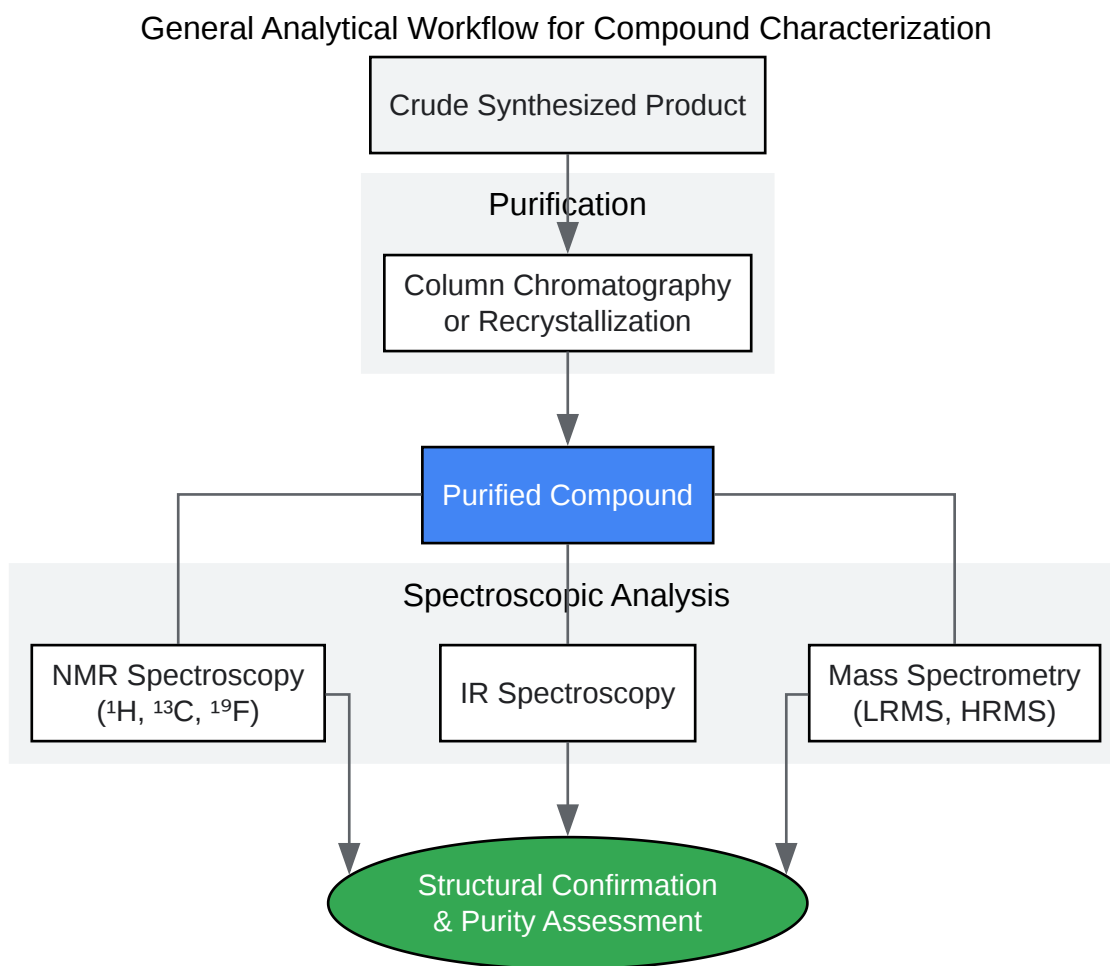 General Analytical Workflow for Compound Characterization
Crude Synthesized Product
Purification
Column Chromatography
or Recrystallization
Purified Compound
Spectroscopic Analysis
NMR Spectroscopy
(¹H, ¹³C, ¹⁹F)
IR Spectroscopy
Mass Spectrometry
(LRMS, HRMS)
Structural Confirmation
& Purity Assessment